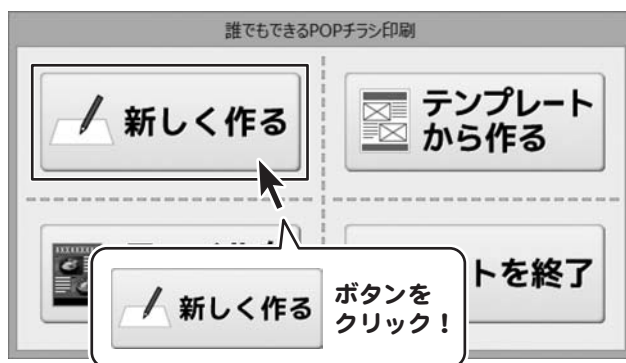 誰でもできるPOPチラシ印刷
新しく作る
テンプレート
から作る
トを終了
新しく作る
ボタンを
クリック！